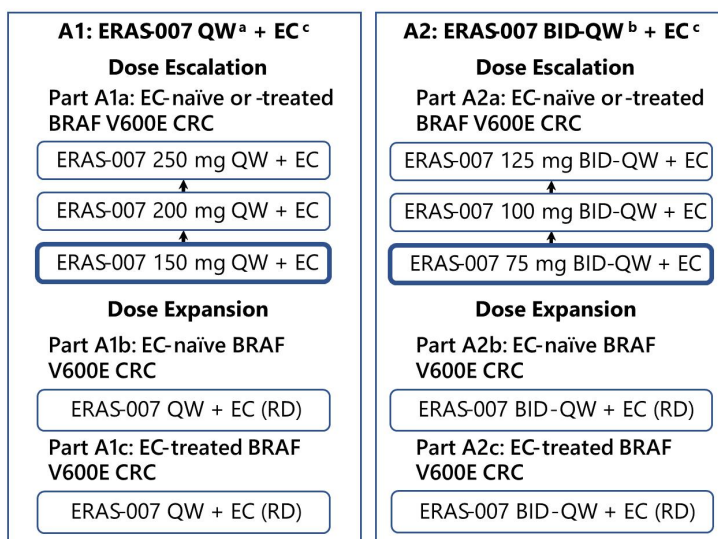 A1: ERAS-007 QWᵃ + ECᶜ
Dose Escalation
Part A1a: EC-naïve or -treated
BRAF V600E CRC
ERAS-007 250 mg QW + EC
ERAS-007 200 mg QW + EC
ERAS-007 150 mg QW + EC
Dose Expansion
Part A1b: EC-naïve BRAF
V600E CRC
ERAS-007 QW + EC (RD)
Part A1c: EC-treated BRAF
V600E CRC
ERAS-007 QW + EC (RD)
A2: ERAS-007 BID-QWᵇ + ECᶜ
Dose Escalation
Part A2a: EC-naïve or -treated
BRAF V600E CRC
ERAS-007 125 mg BID-QW + EC
ERAS-007 100 mg BID-QW + EC
ERAS-007 75 mg BID-QW + EC
Dose Expansion
Part A2b: EC-naïve BRAF
V600E CRC
ERAS-007 BID-QW + EC (RD)
Part A2c: EC-treated BRAF
V600E CRC
ERAS-007 BID-QW + EC (RD)